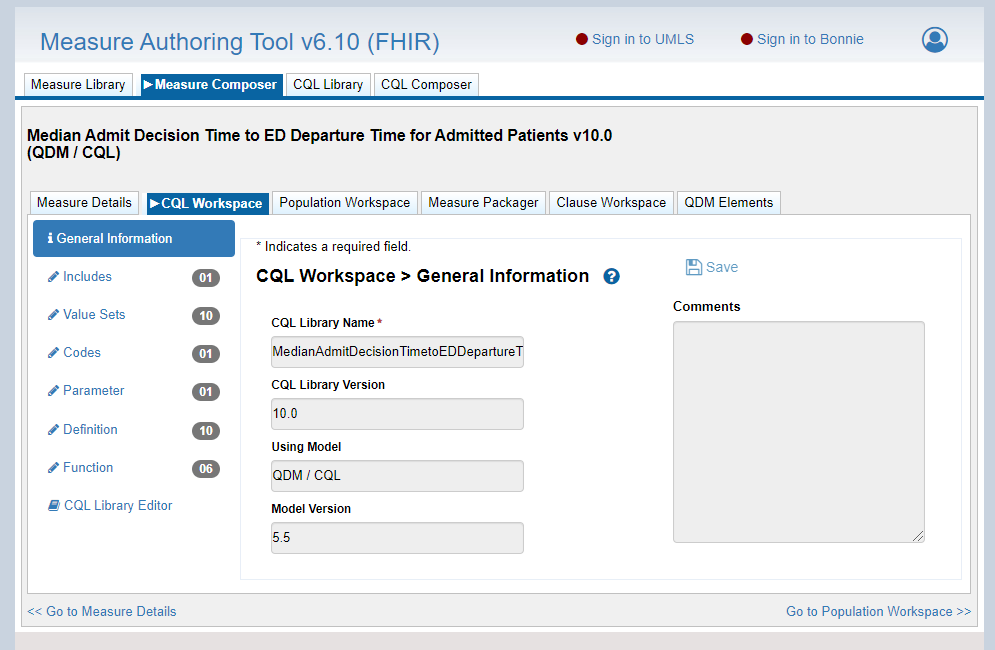 Measure Authoring Tool v6.10 (FHIR)
Sign in to UMLS
Sign in to Bonnie
Measure Library
Measure Composer
CQL Library
CQL Composer
Median Admit Decision Time to ED Departure Time for Admitted Patients v10.0
(QDM / CQL)
Measure Details
CQL Workspace
Population Workspace
Measure Packager
Clause Workspace
QDM Elements
General Information
Includes 01
Value Sets 10
Codes 01
Parameter 01
Definition 10
Function 06
CQL Library Editor
* Indicates a required field.
CQL Workspace > General Information
Save
CQL Library Name *
MedianAdmitDecisionTimetoEDDepartureT
CQL Library Version
10.0
Using Model
QDM / CQL
Model Version
5.5
Comments
<< Go to Measure Details
Go to Population Workspace >>